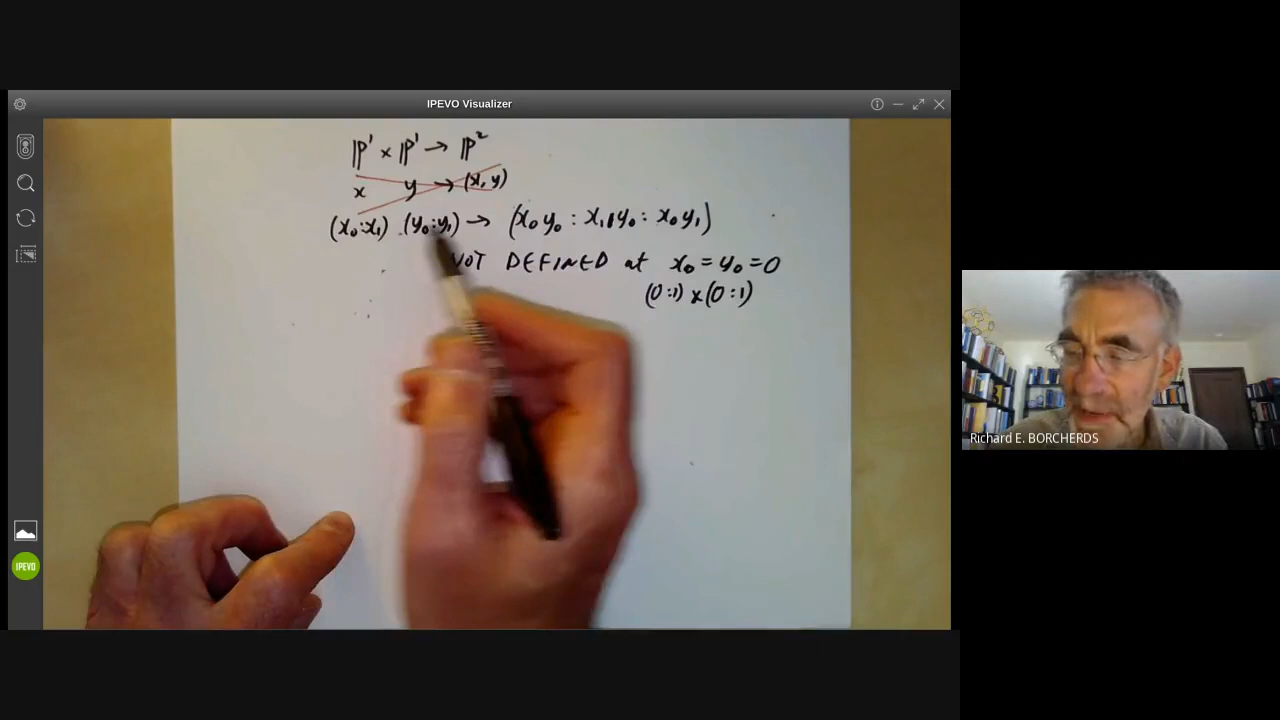 IPEVO Visualizer
ℙ¹ × ℙ¹ → ℙ²
x y → (x, y)
(x₀:x₁) (y₀:y₁) → (x₀y₀ : x₁y₀ : x₀y₁)
NOT DEFINED at x₀ = y₀ = 0
(0:1) × (0:1)
Richard E. BORCHERDS
IPEVO